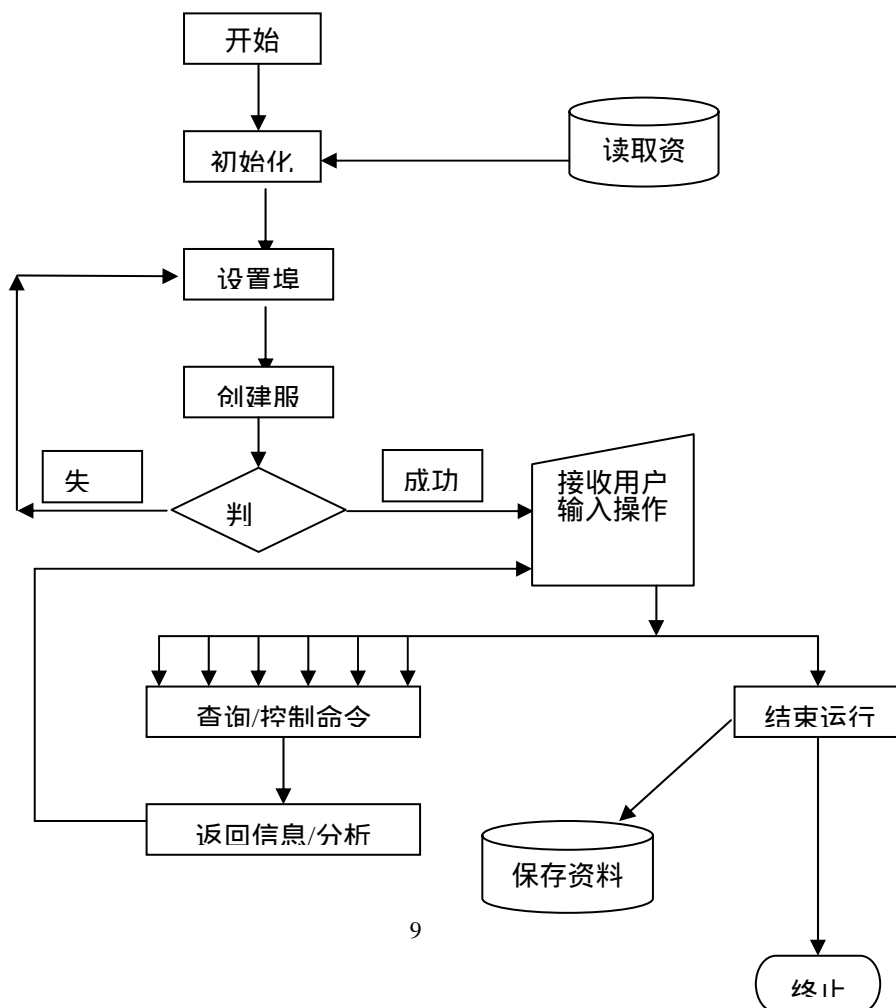 开始
读取资
初始化
设置埠
创建服
失
成功
判
接收用户
输入操作
查询/控制命令
结束运行
返回信息/分析
保存资料
9
终止